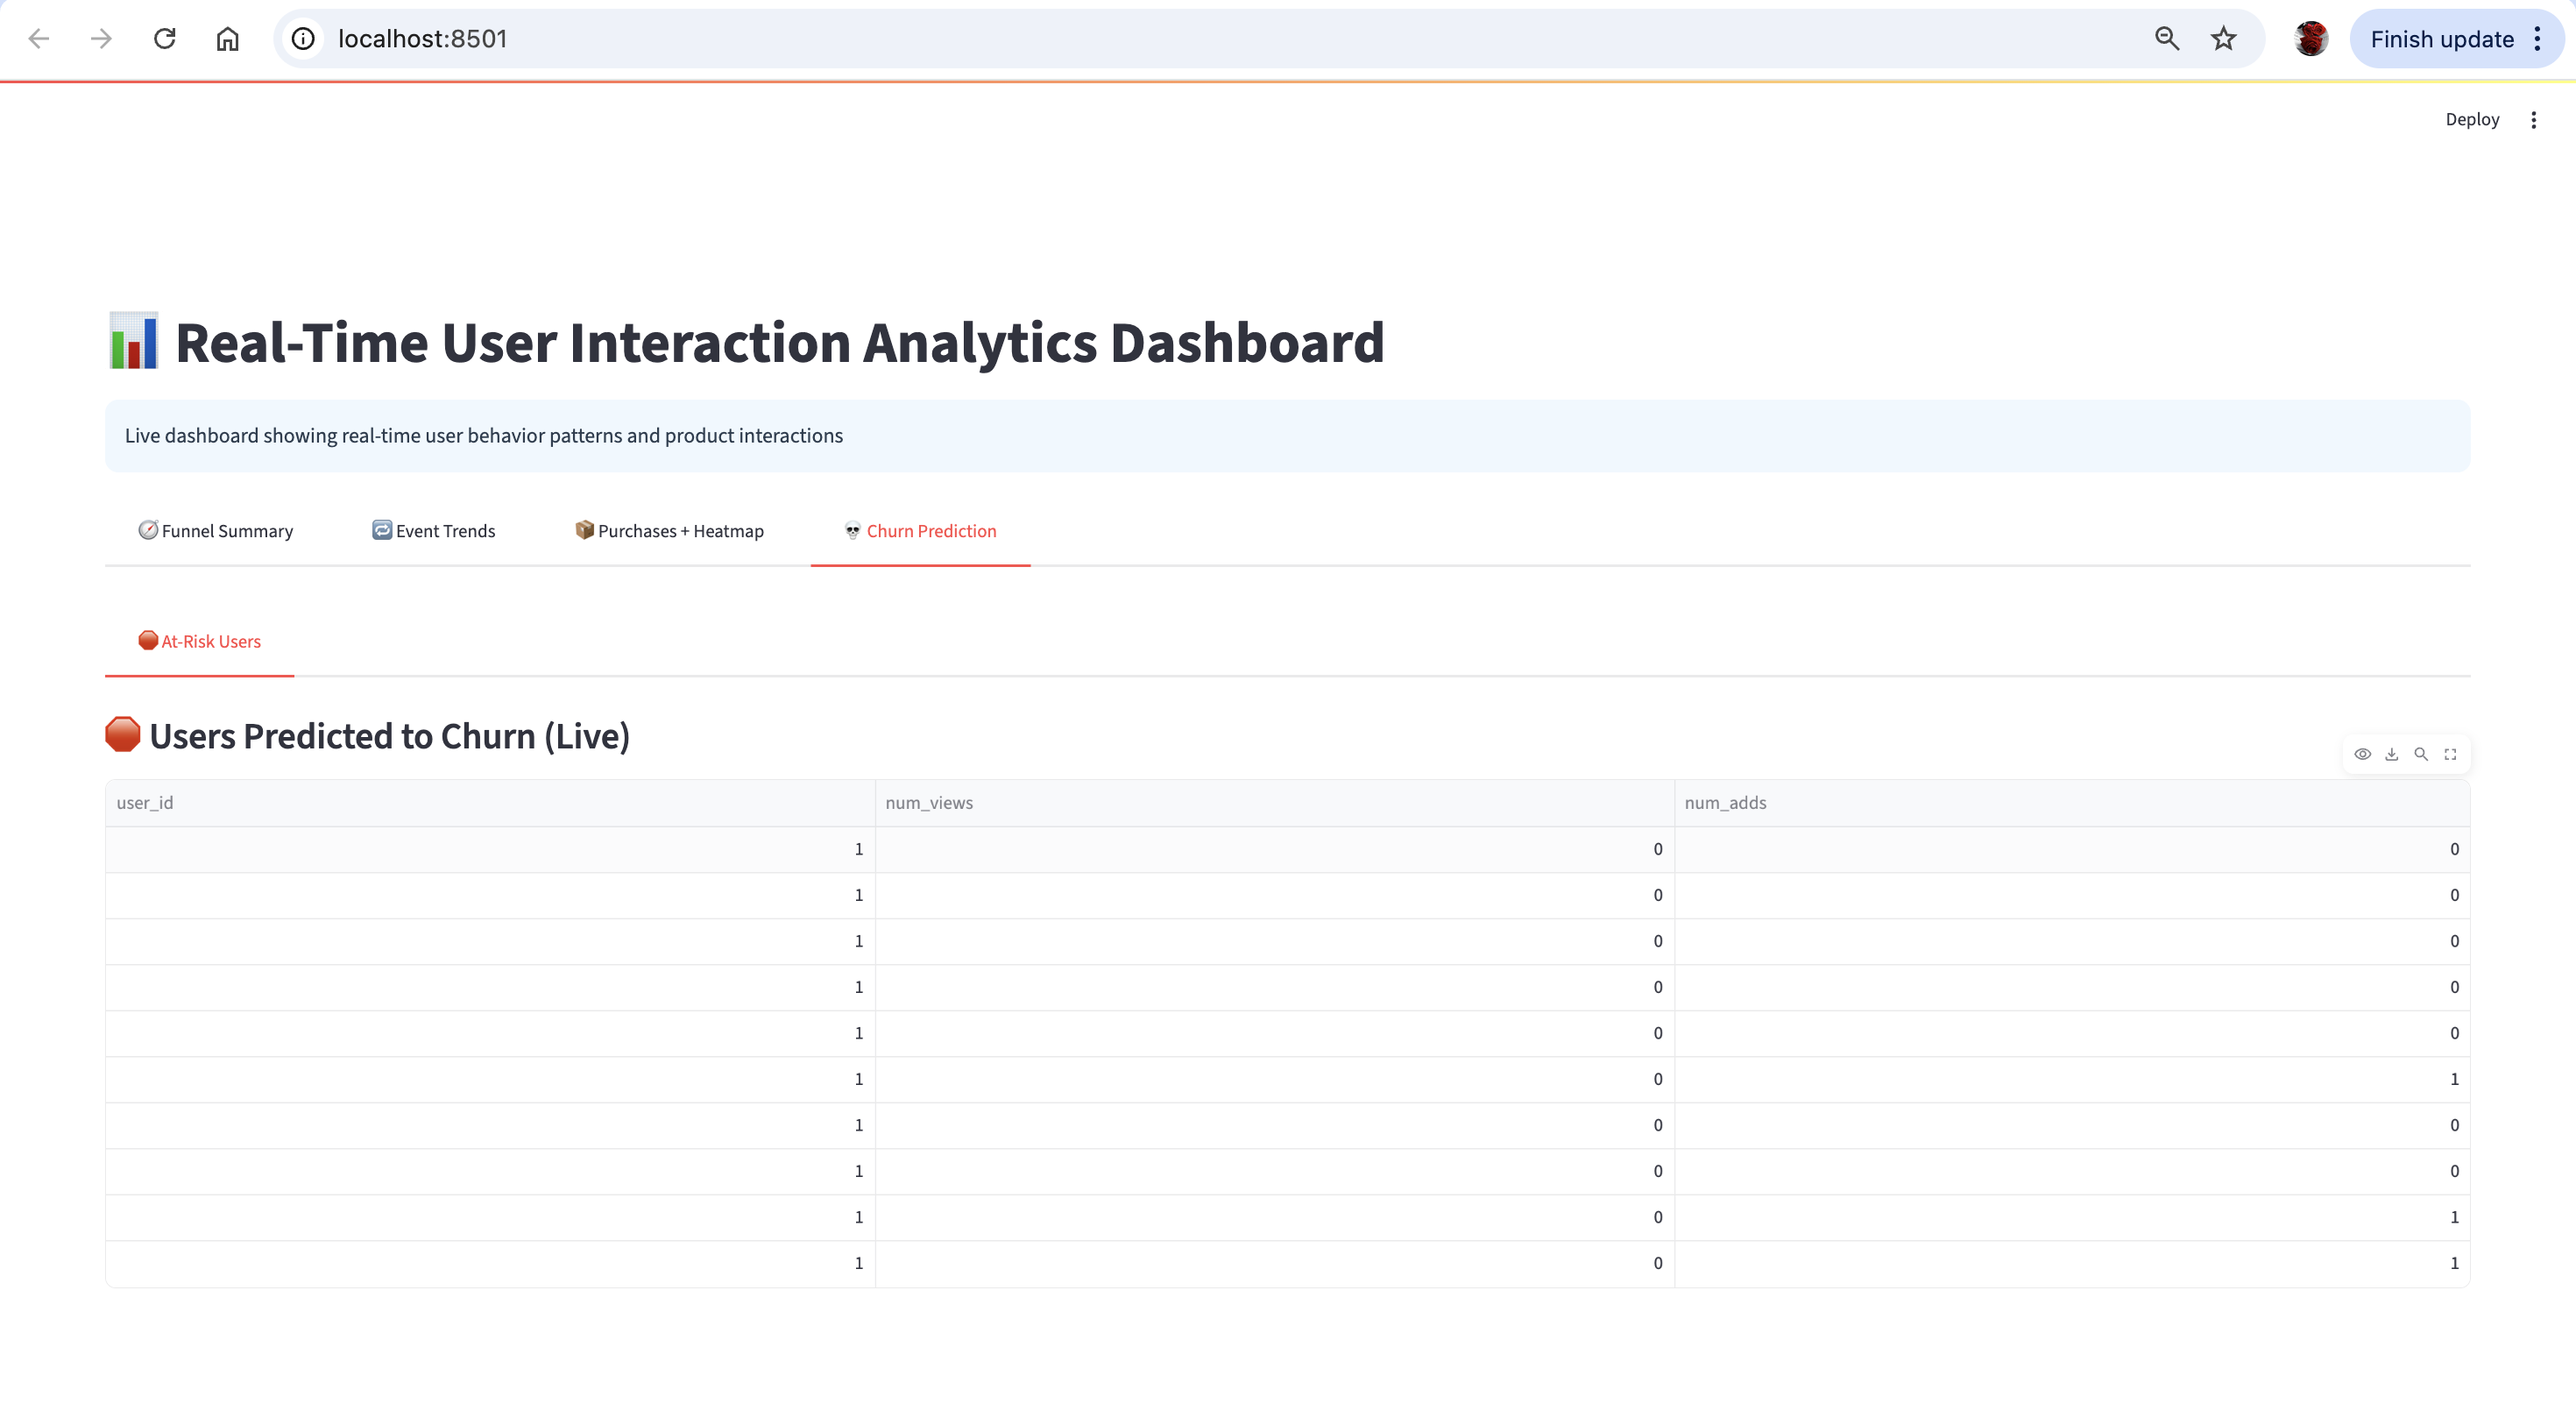 localhost:8501
Finish update
Deploy
Real-Time User Interaction Analytics Dashboard
Live dashboard showing real-time user behavior patterns and product interactions
Funnel Summary Event Trends Purchases + Heatmap Churn Prediction
At-Risk Users
Users Predicted to Churn (Live)
user_id num_views num_adds
1 0 0
1 0 0
1 0 0
1 0 0
1 0 0
1 0 1
1 0 0
1 0 0
1 0 1
1 0 1